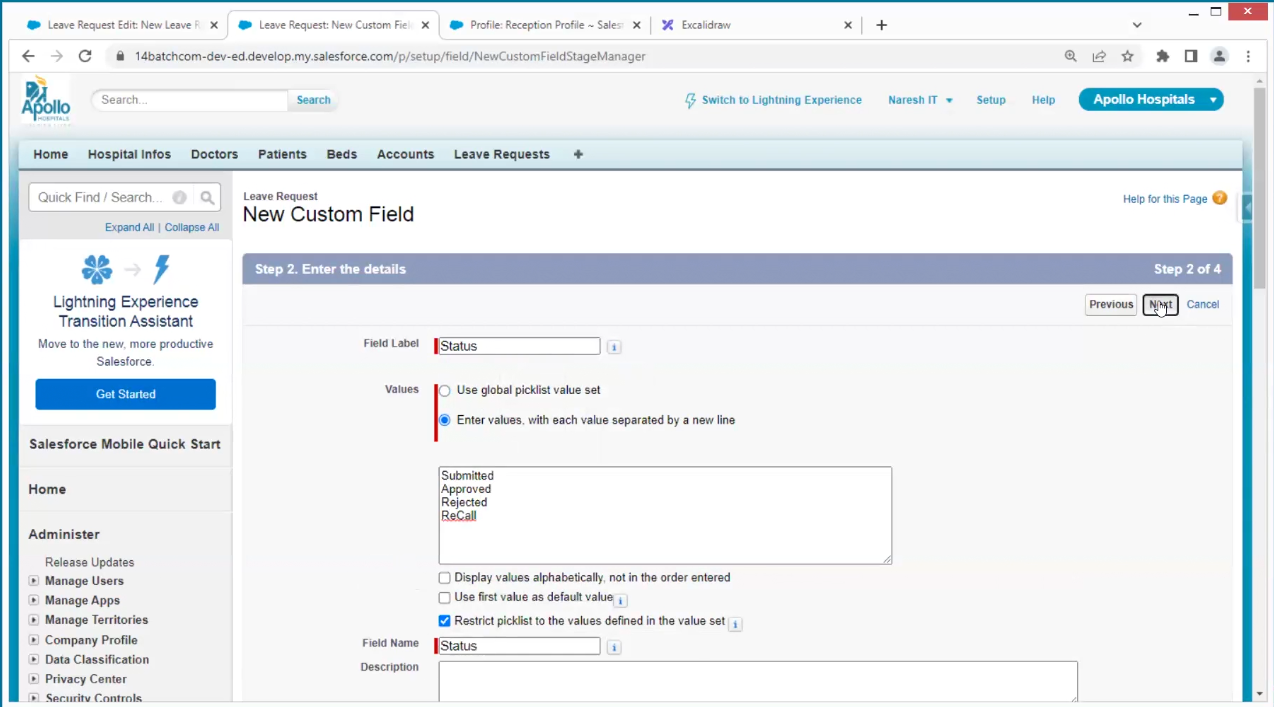 Leave Request Edit: New Leave R
Leave Request: New Custom Fiel
Profile: Reception Profile ~ Sales
Excalidraw
14batchcom-dev-ed.develop.my.salesforce.com/p/setup/field/NewCustomFieldStageManager
Apollo
HOSPITALS
Search...
Search
Switch to Lightning Experience
Naresh IT
Setup
Help
Apollo Hospitals
Home
Hospital Infos
Doctors
Patients
Beds
Accounts
Leave Requests
Quick Find / Search...
Expand All | Collapse All
Lightning Experience
Transition Assistant
Move to the new, more productive
Salesforce.
Get Started
Salesforce Mobile Quick Start
Home
Administer
Release Updates
Manage Users
Manage Apps
Manage Territories
Company Profile
Data Classification
Privacy Center
Security Controls
Leave Request
New Custom Field
Help for this Page
Step 2. Enter the details
Step 2 of 4
Previous
Next
Cancel
Field Label
Status
Values
Use global picklist value set
Enter values, with each value separated by a new line
Submitted
Approved
Rejected
ReCall
Display values alphabetically, not in the order entered
Use first value as default value
Restrict picklist to the values defined in the value set
Field Name
Status
Description